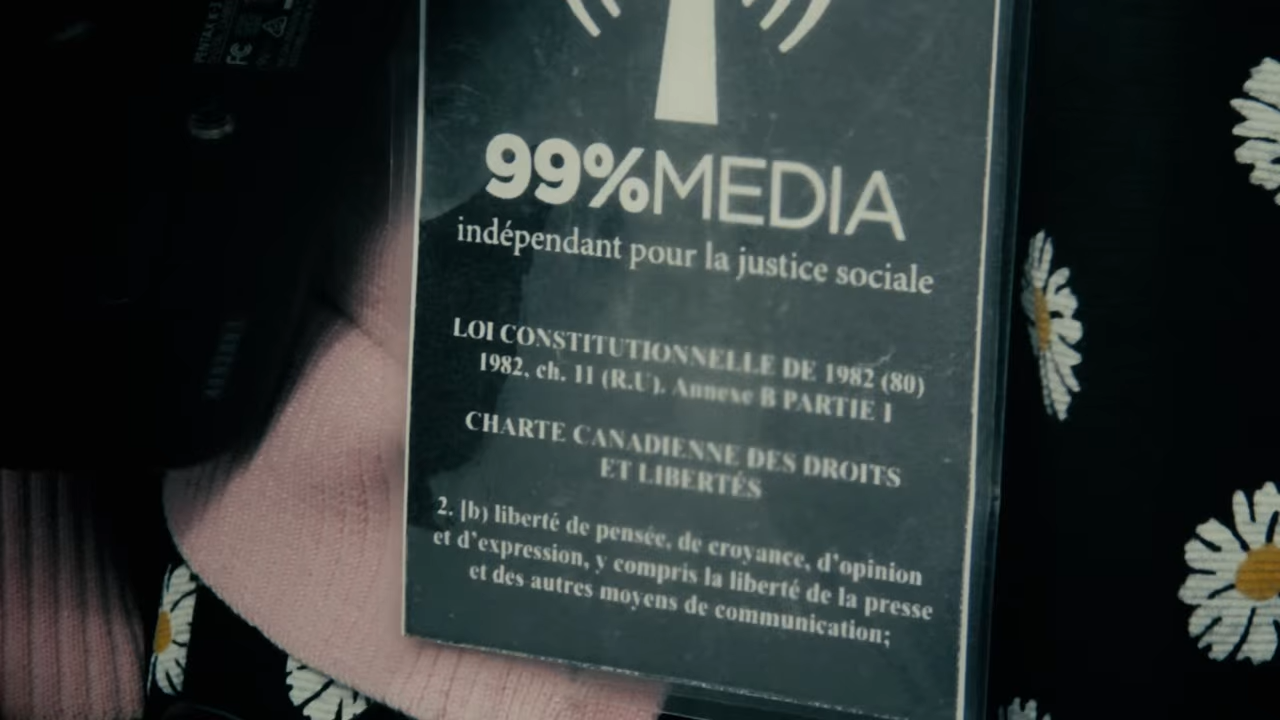 99%MEDIA
indépendant pour la justice sociale
LOI CONSTITUTIONNELLE DE 1982 (80)
1982, ch. 11 (R.U). Annexe B PARTIE I
CHARTE CANADIENNE DES DROITS
ET LIBERTÉS
2. [b) liberté de pensée, de croyance, d’opinion
et d’expression, y compris la liberté de la presse
et des autres moyens de communication;